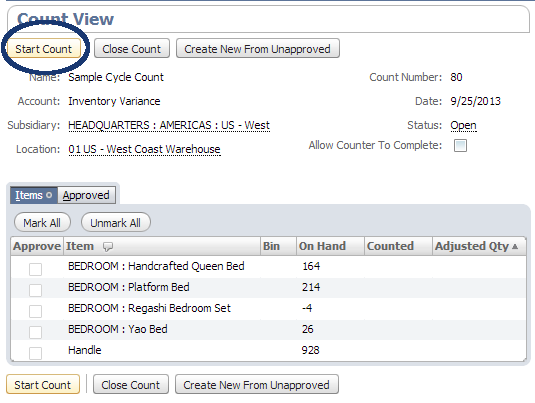 Count View
Start Count Close Count Create New From Unapproved
Name: Sample Cycle Count Count Number: 80
Account: Inventory Variance Date: 9/25/2013
Subsidiary: HEADQUARTERS : AMERICAS : US - West Status: Open
Location: 01 US - West Coast Warehouse Allow Counter To Complete:
Items Approved
Mark All Unmark All
Approve Item Bin On Hand Counted Adjusted Qty
BEDROOM : Handcrafted Queen Bed 164
BEDROOM : Platform Bed 214
BEDROOM : Regashi Bedroom Set -4
BEDROOM : Yao Bed 26
Handle 928
Start Count Close Count Create New From Unapproved